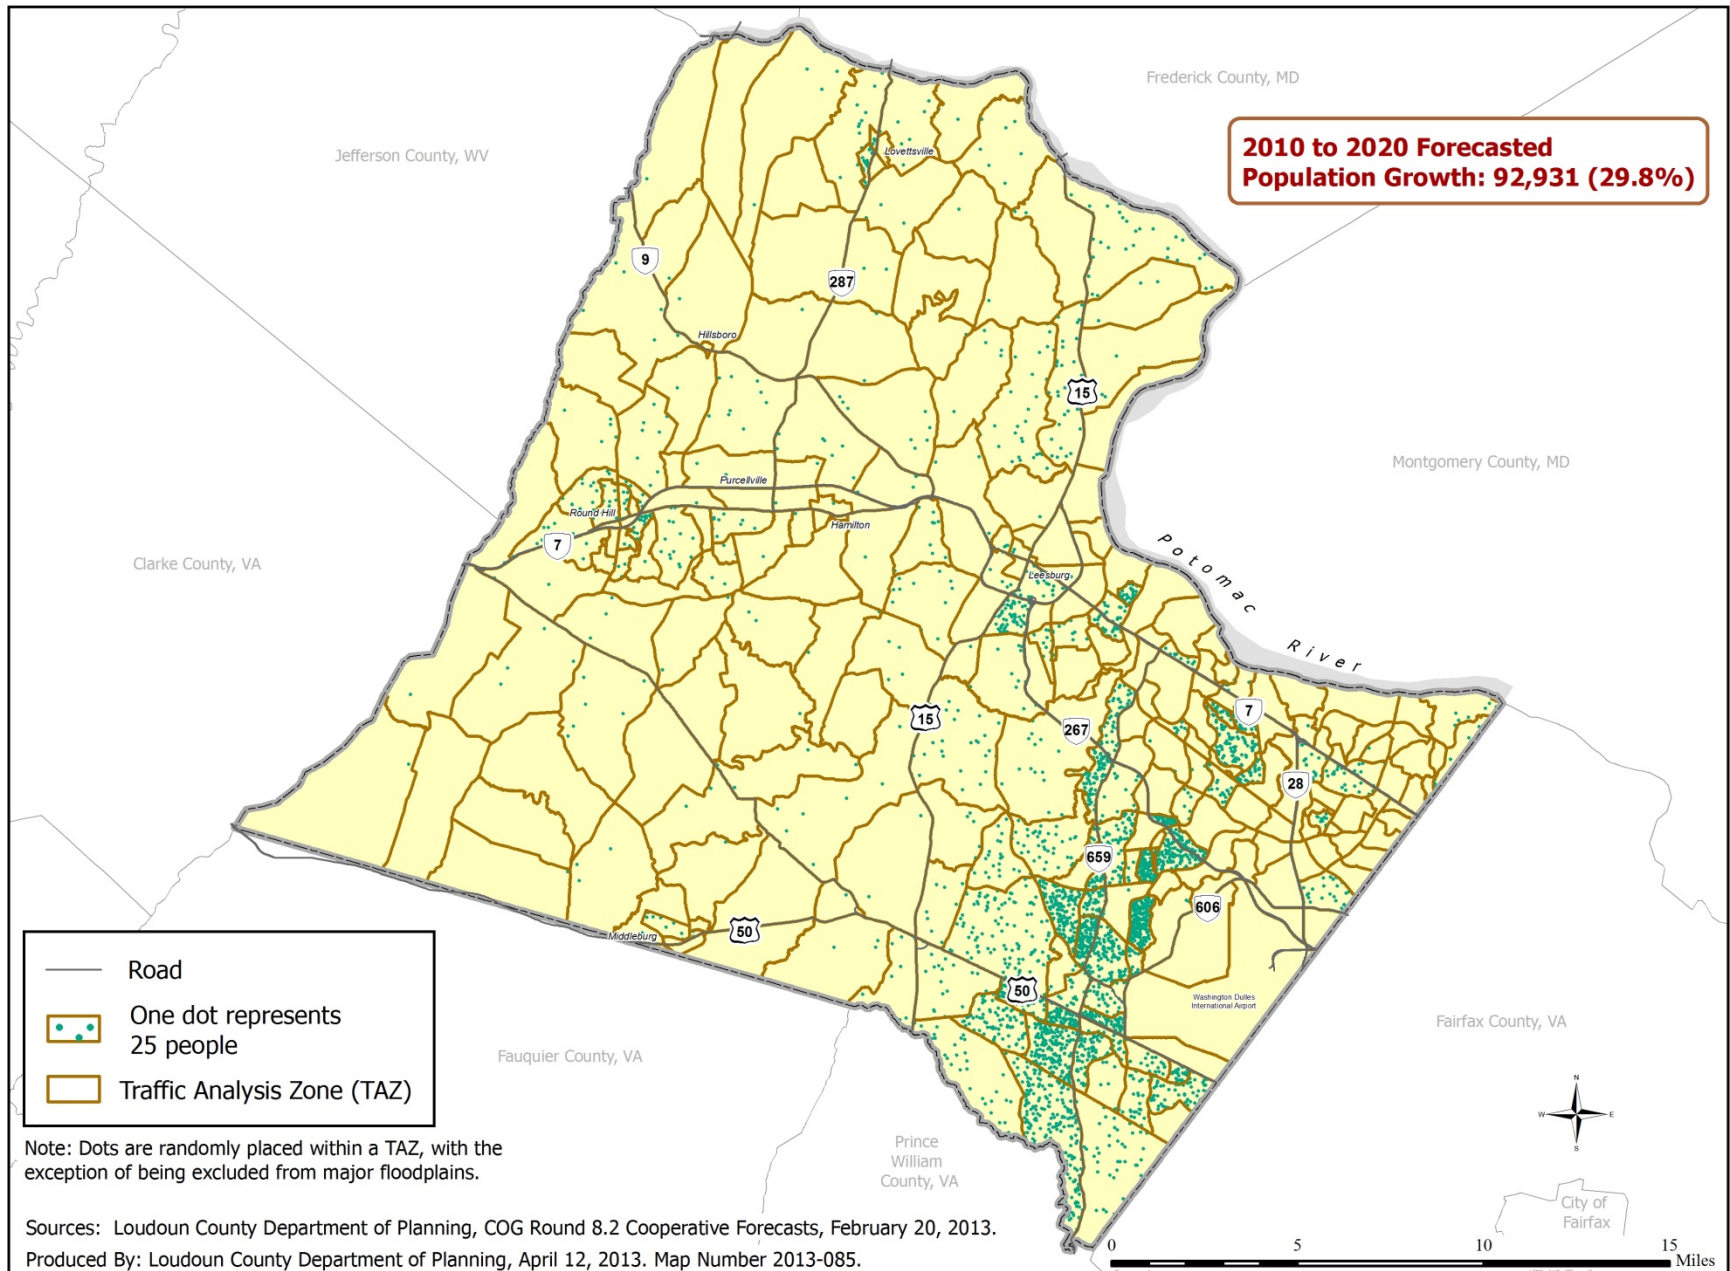 Frederick County, MD
Jefferson County, WV
2010 to 2020 Forecasted
Population Growth: 92,931 (29.8%)
Lovettsville
9
287
Hillsboro
15
Montgomery County, MD
Purcellville
Round Hill
Hamilton
7
Clarke County, VA
Leesburg
Potomac
River
15
267
7
28
659
606
50
Middleburg
50
Washington Dulles
International Airport
Fairfax County, VA
Fauquier County, VA
Prince
William
County, VA
City of
Fairfax
Road
One dot represents
25 people
Traffic Analysis Zone (TAZ)
Note: Dots are randomly placed within a TAZ, with the
exception of being excluded from major floodplains.
N
W E
S
Sources: Loudoun County Department of Planning, COG Round 8.2 Cooperative Forecasts, February 20, 2013.
Produced By: Loudoun County Department of Planning, April 12, 2013. Map Number 2013-085.
0 5 10 15
Miles